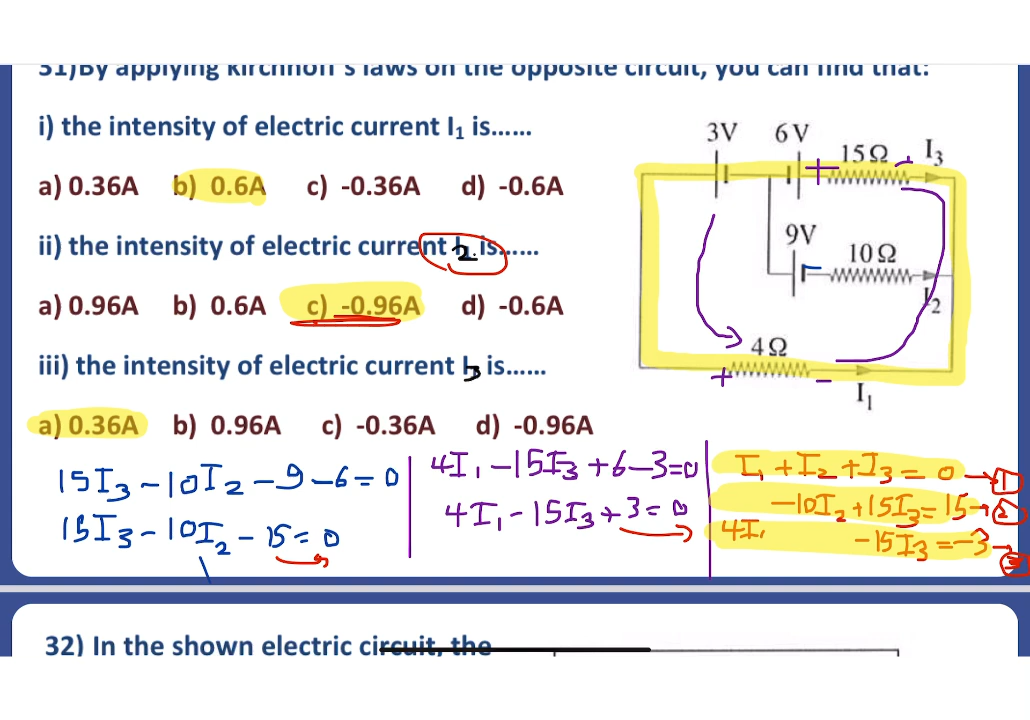 31)By applying Kirchhoff's laws on the opposite circuit, you can find that:
i) the intensity of electric current I₁ is......
a) 0.36A b) 0.6A c) -0.36A d) -0.6A
ii) the intensity of electric current I₂ is......
a) 0.96A b) 0.6A c) -0.96A d) -0.6A
iii) the intensity of electric current I₃ is......
a) 0.36A b) 0.96A c) -0.36A d) -0.96A
3V 6V
15Ω I₃
9V
10Ω
I₂
4Ω
I₁
+ -
+ -
15I₃ - 10I₂ - 9 - 6 = 0
15I₃ - 10I₂ - 15 = 0
4I₁ - 15I₃ + 6 - 3 = 0
4I₁ - 15I₃ + 3 = 0
I₁ + I₂ + I₃ = 0 → 1
-10I₂ + 15I₃ = 15 → 2
4I₁ - 15I₃ = -3 → 3
32) In the shown electric circuit, the